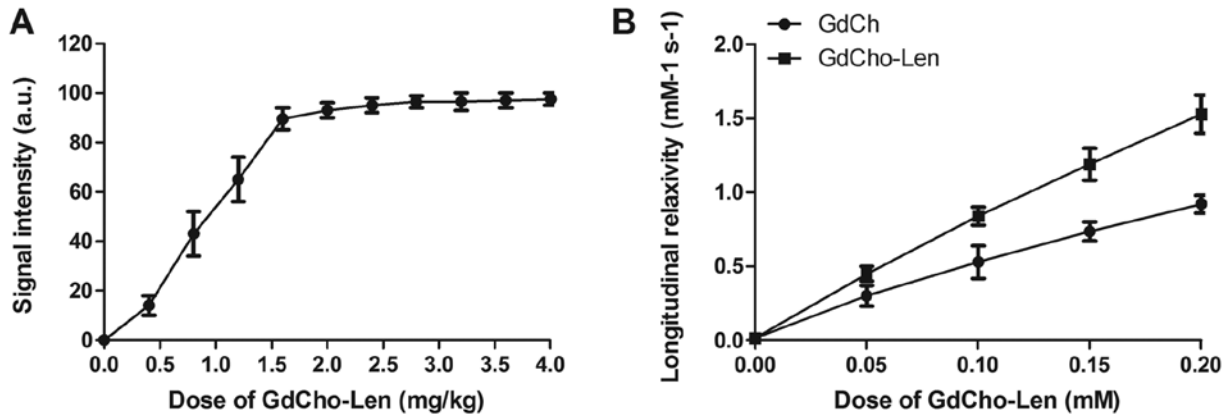 A
Signal intensity (a.u.)
120
100
80
60
40
20
0
0.0 0.5 1.0 1.5 2.0 2.5 3.0 3.5 4.0
Dose of GdCho-Len (mg/kg)
B
GdCh
GdCho-Len
Longitudinal relaxivity (mM-1 s-1)
2.0
1.5
1.0
0.5
0.0
0.00 0.05 0.10 0.15 0.20
Dose of GdCho-Len (mM)